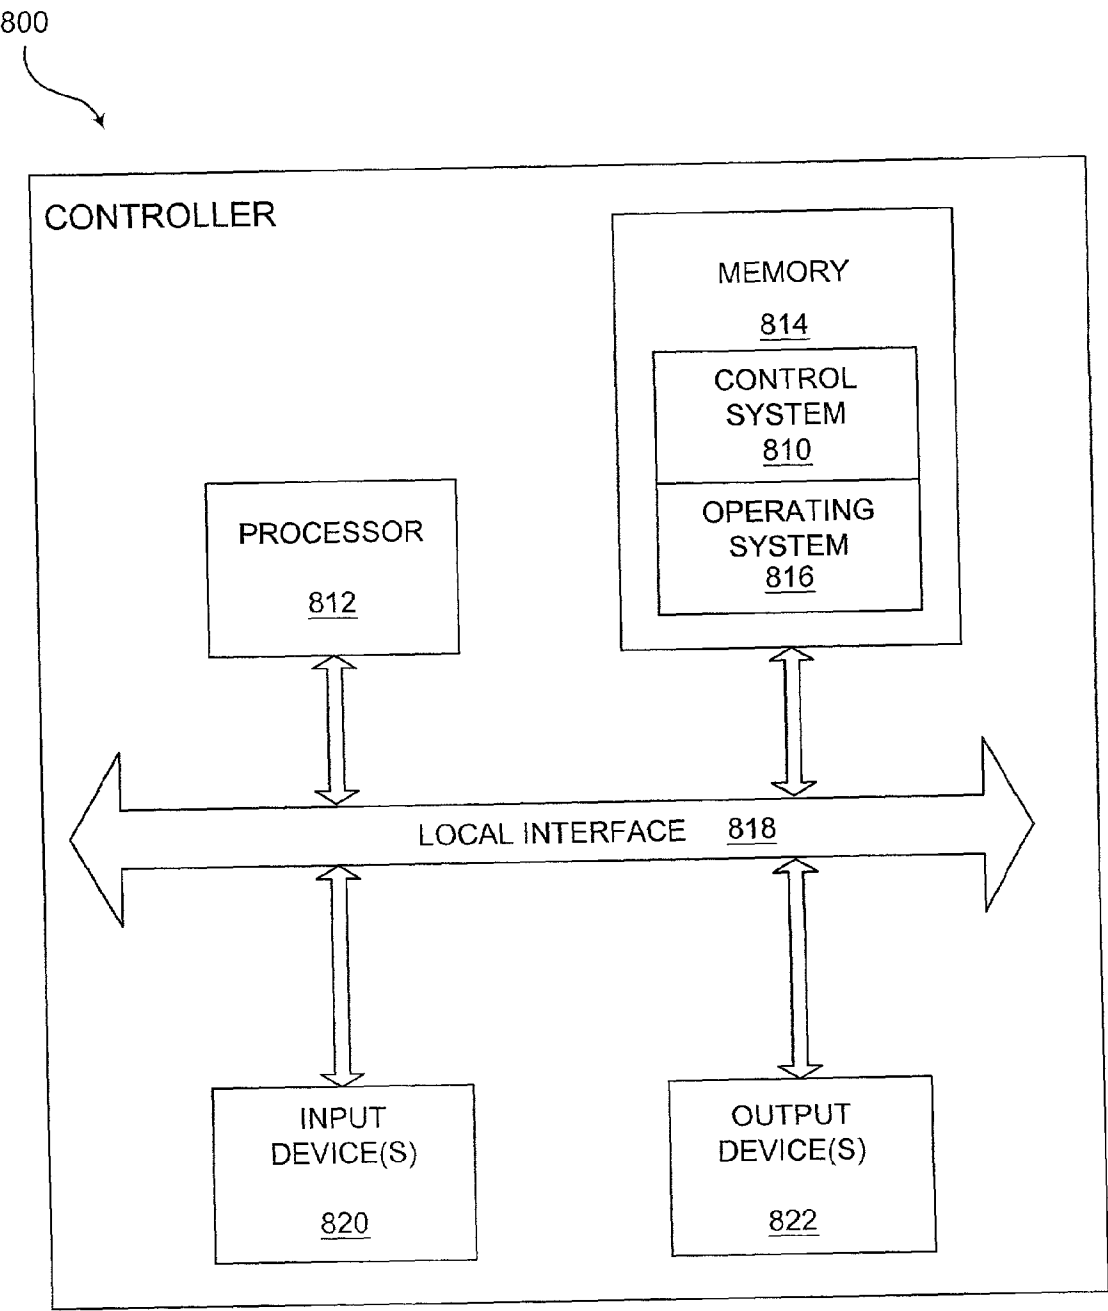 800
CONTROLLER
MEMORY
814
CONTROL
SYSTEM
810
OPERATING
SYSTEM
816
PROCESSOR
812
LOCAL INTERFACE 818
INPUT
DEVICE(S)
820
OUTPUT
DEVICE(S)
822